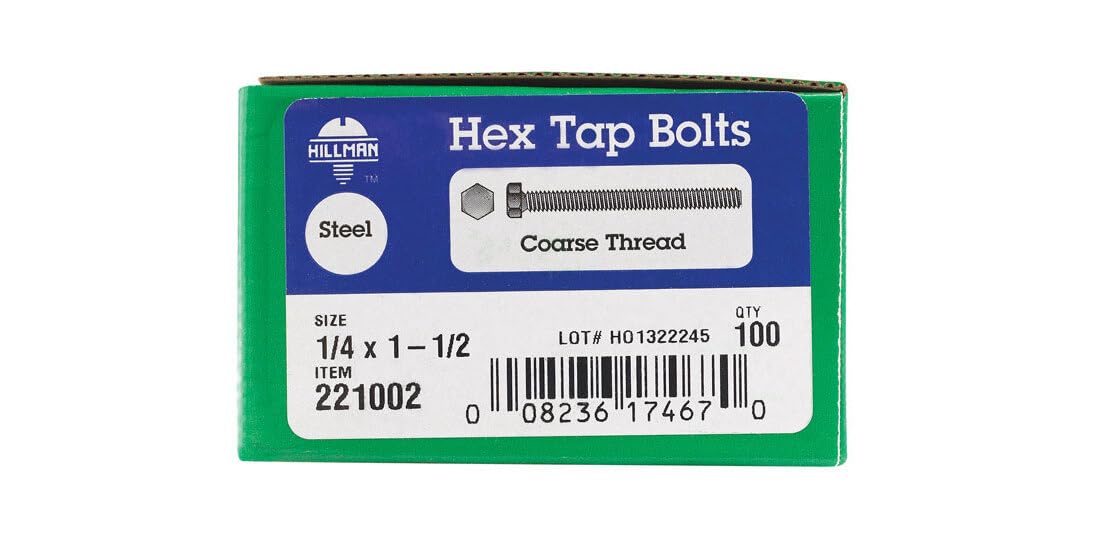 Hex Tap Bolts
HILLMAN
TM
Steel
Coarse Thread
SIZE
1/4 x 1-1/2
ITEM
221002
LOT# H01322245
QTY
100
0 08236 17467 0